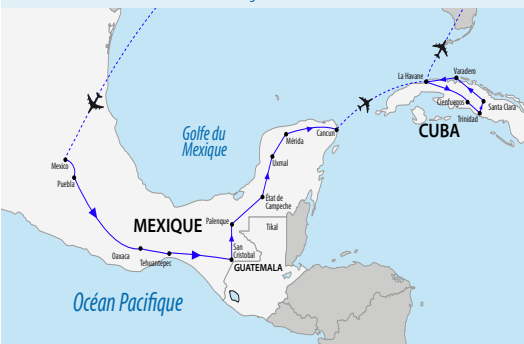 La Havane
Varadero
Cienfuegos
Santa Clara
Trinidad
CUBA
Golfe du
Mexique
Cancun
Mérida
Uxmal
Mexico
Puebla
État de
Campeche
Palenque
MEXIQUE
Tikal
San
Cristobal
Oaxaca
Tehuantepec
GUATEMALA
Océan Pacifique